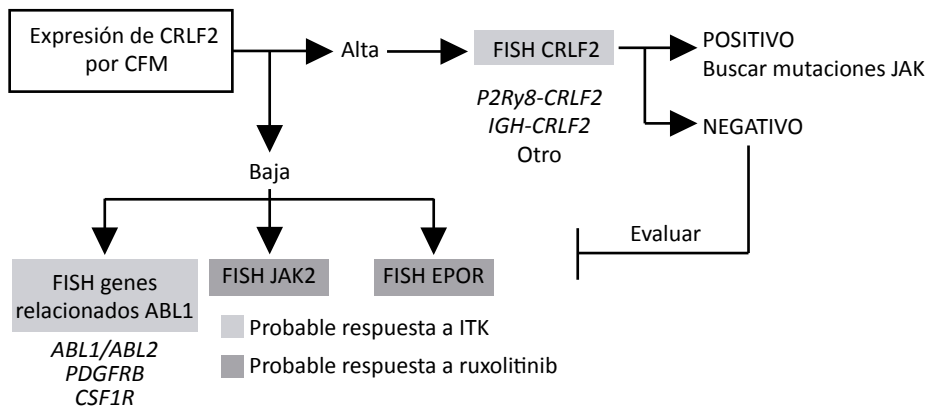 Expresión de CRLF2
por CFM
Alta
FISH CRLF2
P2Ry8-CRLF2
IGH-CRLF2
Otro
POSITIVO
Buscar mutaciones JAK
NEGATIVO
Baja
Evaluar
FISH genes
relacionados ABL1
ABL1/ABL2
PDGFRB
CSF1R
FISH JAK2
FISH EPOR
Probable respuesta a ITK
Probable respuesta a ruxolitinib